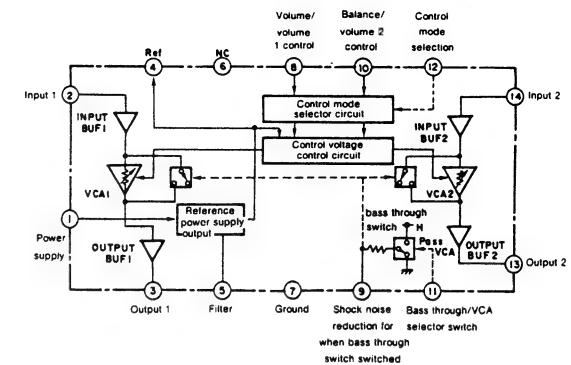 Volume/
volume
1 control
Balance/
volume 2
control
Control
mode
selection
Ref
NC
4
6
8
10
12
Input 1
2
14
Input 2
Control mode
selector circuit
INPUT
BUF1
INPUT
BUF2
Control voltage
control circuit
VCA1
VCA2
1
Power
supply
Reference
power supply
output
bass through
switch
H
Pass
VCA
OUTPUT
BUF1
OUTPUT
BUF2
13
Output 2
3
5
7
9
11
Output 1
Filter
Ground
Shock noise
reduction for
when bass through
switch switched
Bass through/VCA
selector switch